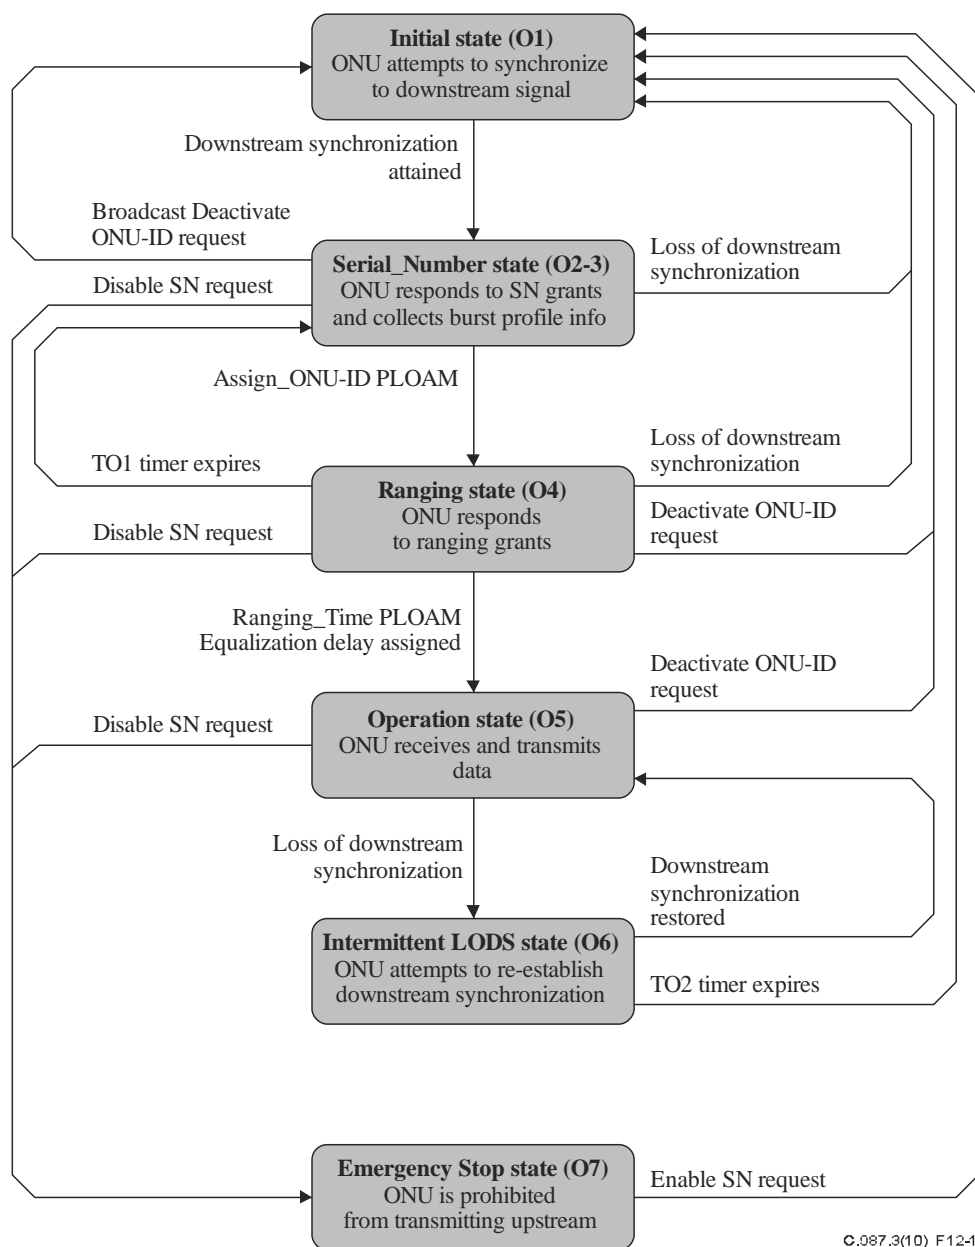 Initial state (O1)
ONU attempts to synchronize
to downstream signal
Downstream synchronization
attained
Broadcast Deactivate
ONU-ID request
Serial_Number state (O2-3)
ONU responds to SN grants
and collects burst profile info
Loss of downstream
synchronization
Disable SN request
Assign_ONU-ID PLOAM
TO1 timer expires
Loss of downstream
synchronization
Ranging state (O4)
ONU responds
to ranging grants
Disable SN request
Deactivate ONU-ID
request
Ranging_Time PLOAM
Equalization delay assigned
Deactivate ONU-ID
request
Operation state (O5)
ONU receives and transmits
data
Disable SN request
Loss of downstream
synchronization
Downstream
synchronization
restored
Intermittent LODS state (O6)
ONU attempts to re-establish
downstream synchronization
TO2 timer expires
Emergency Stop state (O7)
ONU is prohibited
from transmitting upstream
Enable SN request
G.987.3(10)_F12-1